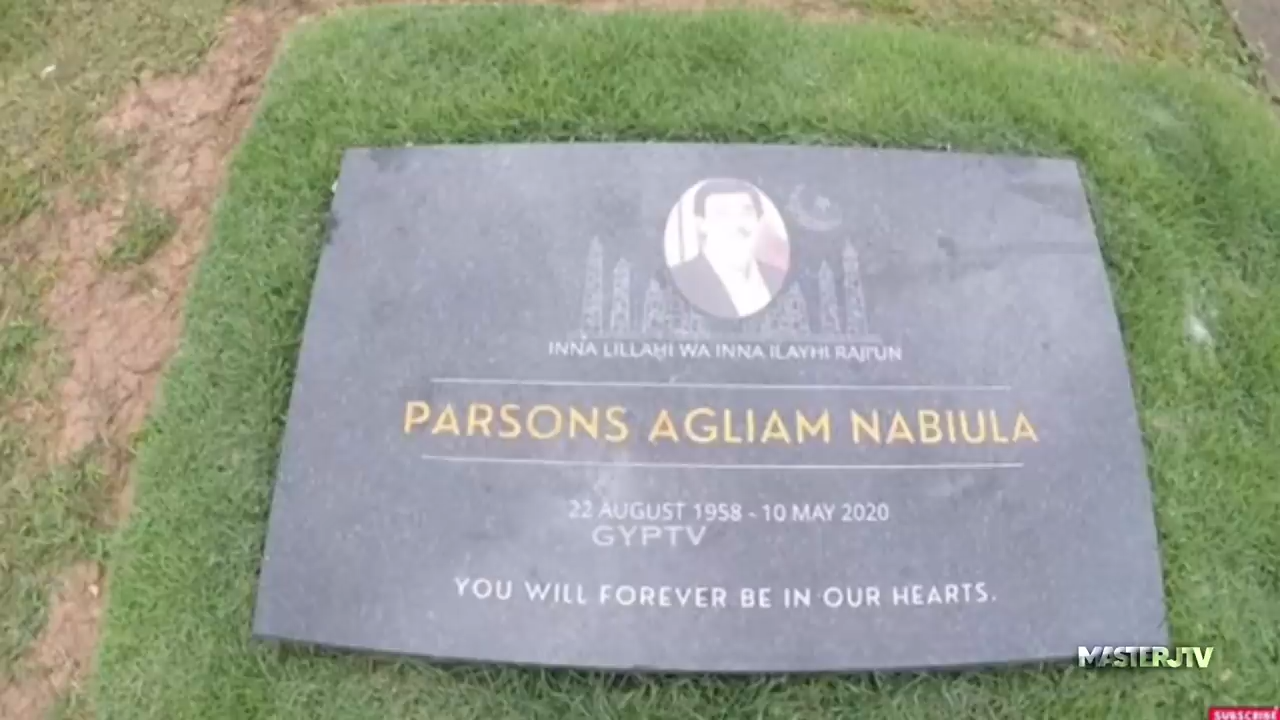 INNA LILLAHI WA INNA ILAYHI RAJI'UN
PARSONS AGLIAM NABIULA
22 AUGUST 1958 - 10 MAY 2020
GYPTV
YOU WILL FOREVER BE IN OUR HEARTS.
MASTERJTV
SUBSCRIBE